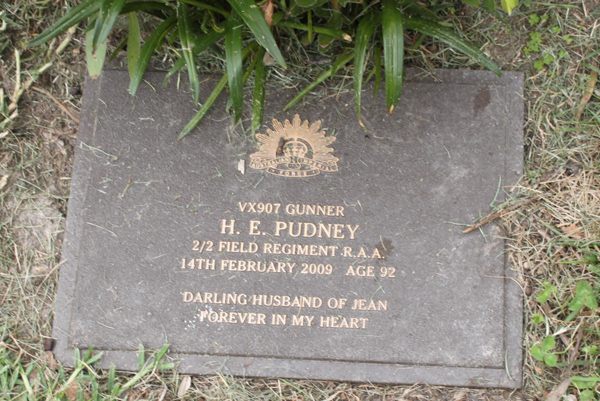 VX907 GUNNER
H. E. PUDNEY
2/2 FIELD REGIMENT R.A.A.
14TH FEBRUARY 2009 AGE 92
DARLING HUSBAND OF JEAN
FOREVER IN MY HEART